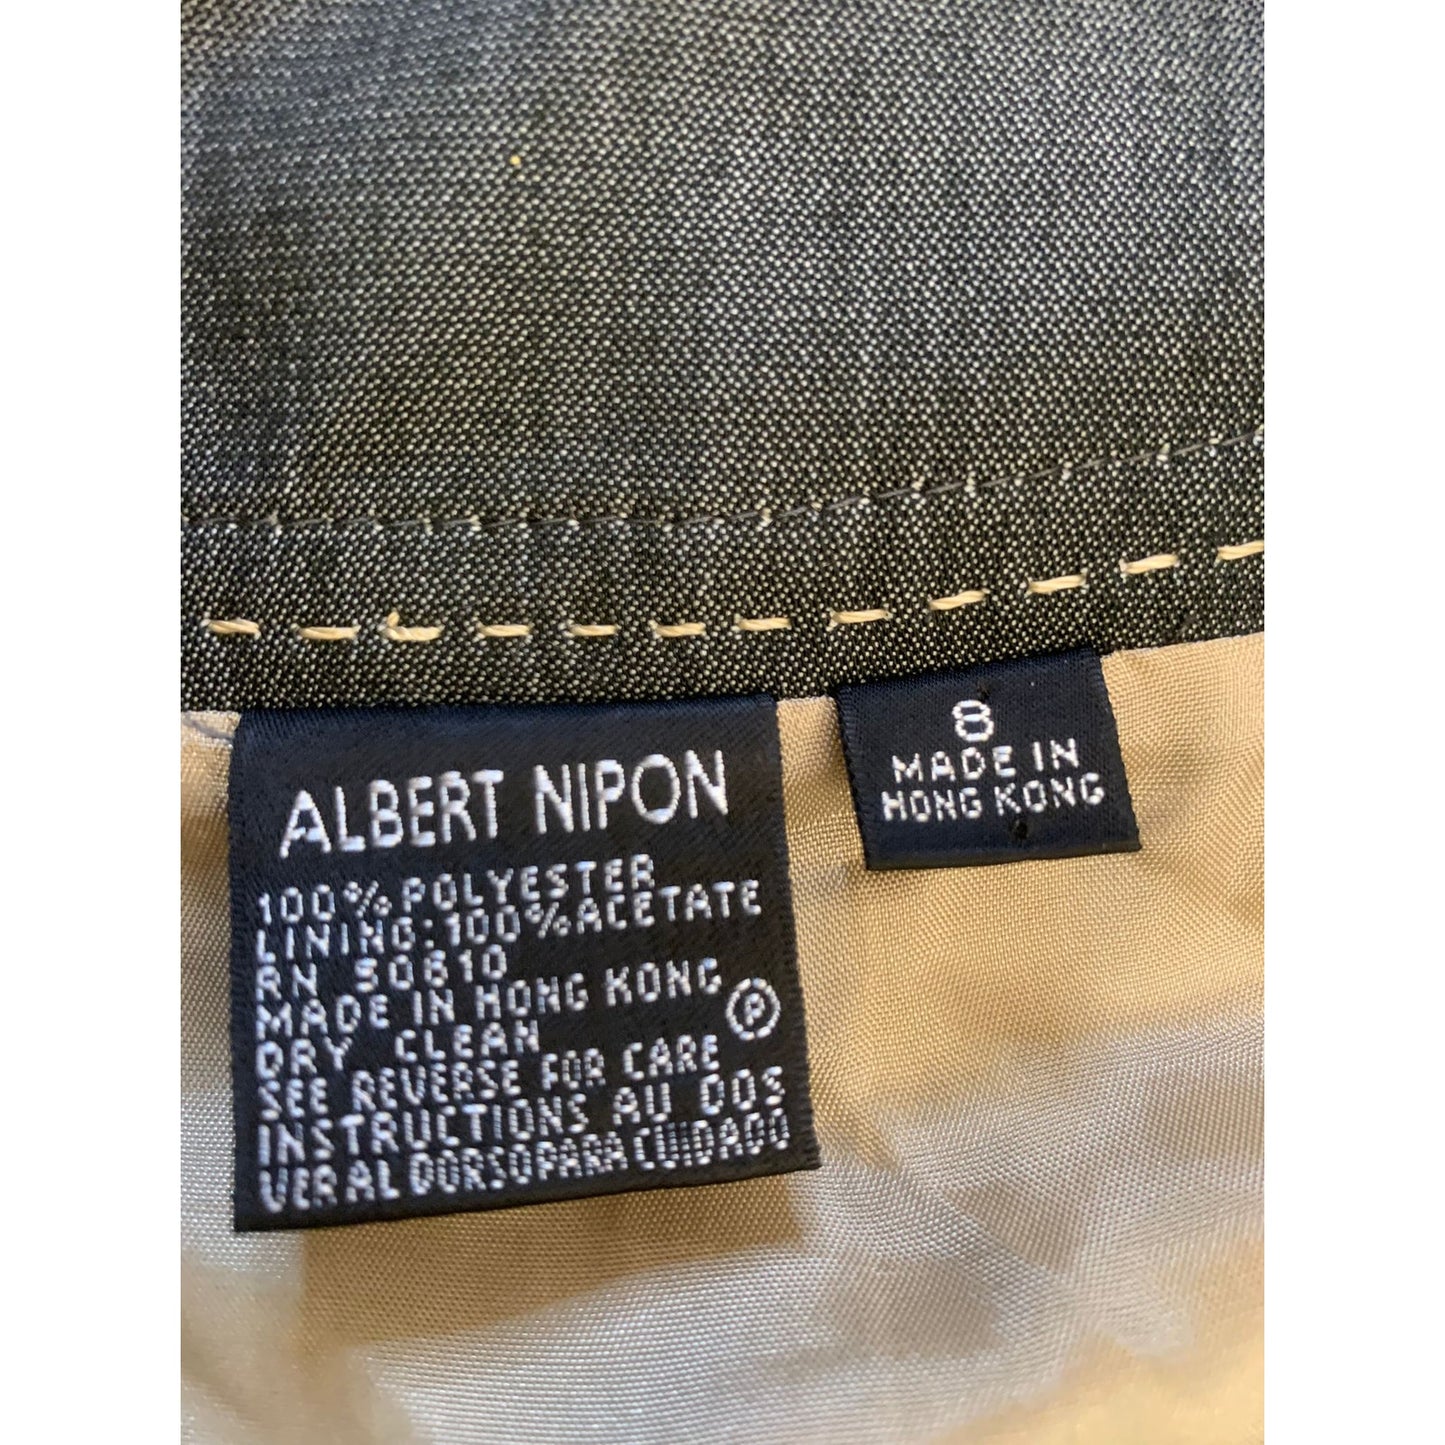 ALBERT NIPON
100% POLYESTER
LINING: 100% ACETATE
RN 50610
MADE IN HONG KONG
DRY CLEAN
P
SEE REVERSE FOR CARE
INSTRUCTIONS AU DOS
VER AL DORSO PARA CUIDADO
8
MADE IN
HONG KONG